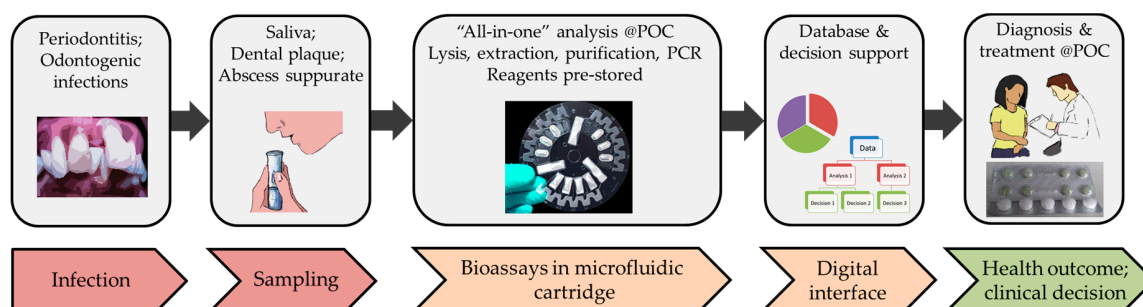 Periodontitis;
Odontogenic
infections
Saliva;
Dental plaque;
Abscess suppurate
“All-in-one” analysis @POC
Lysis, extraction, purification, PCR
Reagents pre-stored
Database &
decision support
Data
Analysis 1
Analysis 2
Decision 1
Decision 2
Decision 3
Diagnosis &
treatment @POC
Infection
Sampling
Bioassays in microfluidic
cartridge
Digital
interface
Health outcome;
clinical decision